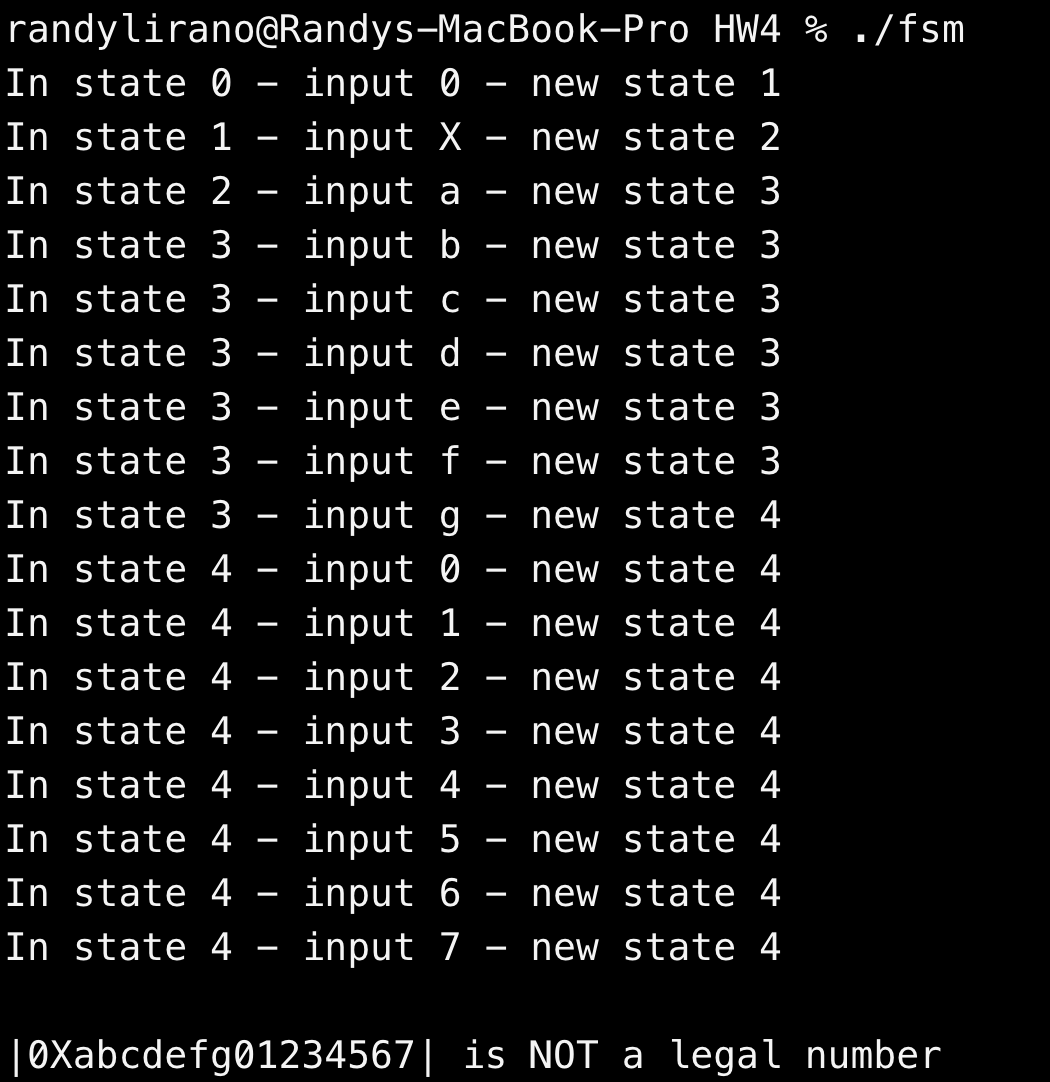 randylirano@Randys-MacBook-Pro HW4 % ./fsm
In state 0 - input 0 - new state 1
In state 1 - input X - new state 2
In state 2 - input a - new state 3
In state 3 - input b - new state 3
In state 3 - input c - new state 3
In state 3 - input d - new state 3
In state 3 - input e - new state 3
In state 3 - input f - new state 3
In state 3 - input g - new state 4
In state 4 - input 0 - new state 4
In state 4 - input 1 - new state 4
In state 4 - input 2 - new state 4
In state 4 - input 3 - new state 4
In state 4 - input 4 - new state 4
In state 4 - input 5 - new state 4
In state 4 - input 6 - new state 4
In state 4 - input 7 - new state 4
|0Xabcdefg01234567| is NOT a legal number